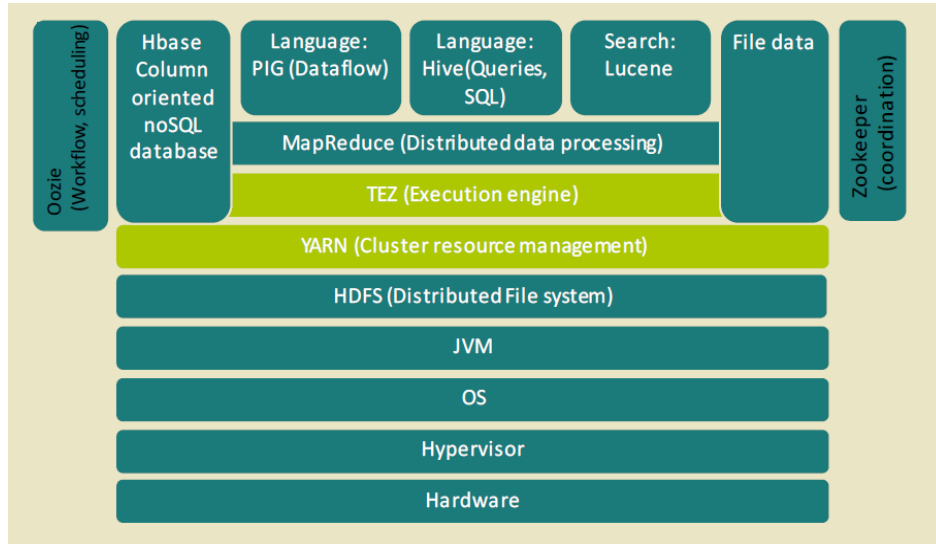 Oozie
(Workflow, scheduling)
Hbase
Column
oriented
noSQL
database
Language:
PIG (Dataflow)
Language:
Hive(Queries,
SQL)
Search:
Lucene
File data
Zookeeper
(coordination)
MapReduce (Distributed data processing)
TEZ (Execution engine)
YARN (Cluster resource management)
HDFS (Distributed File system)
JVM
OS
Hypervisor
Hardware